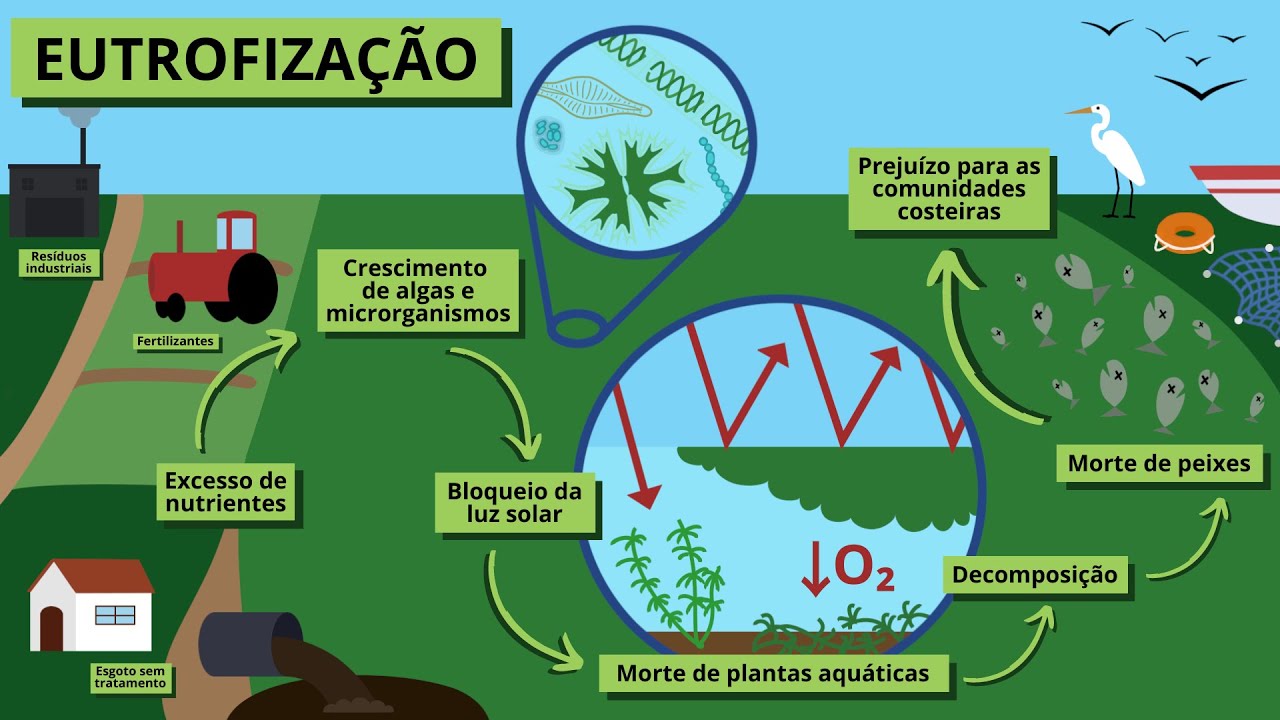 EUTROFIZAÇÃO
Resíduos
industriais
Fertilizantes
Excesso de
nutrientes
Esgoto sem
tratamento
Crescimento
de algas e
microrganismos
Bloqueio da
luz solar
Morte de plantas aquáticas
↓O₂
Decomposição
Morte de peixes
Prejuízo para as
comunidades
costeiras